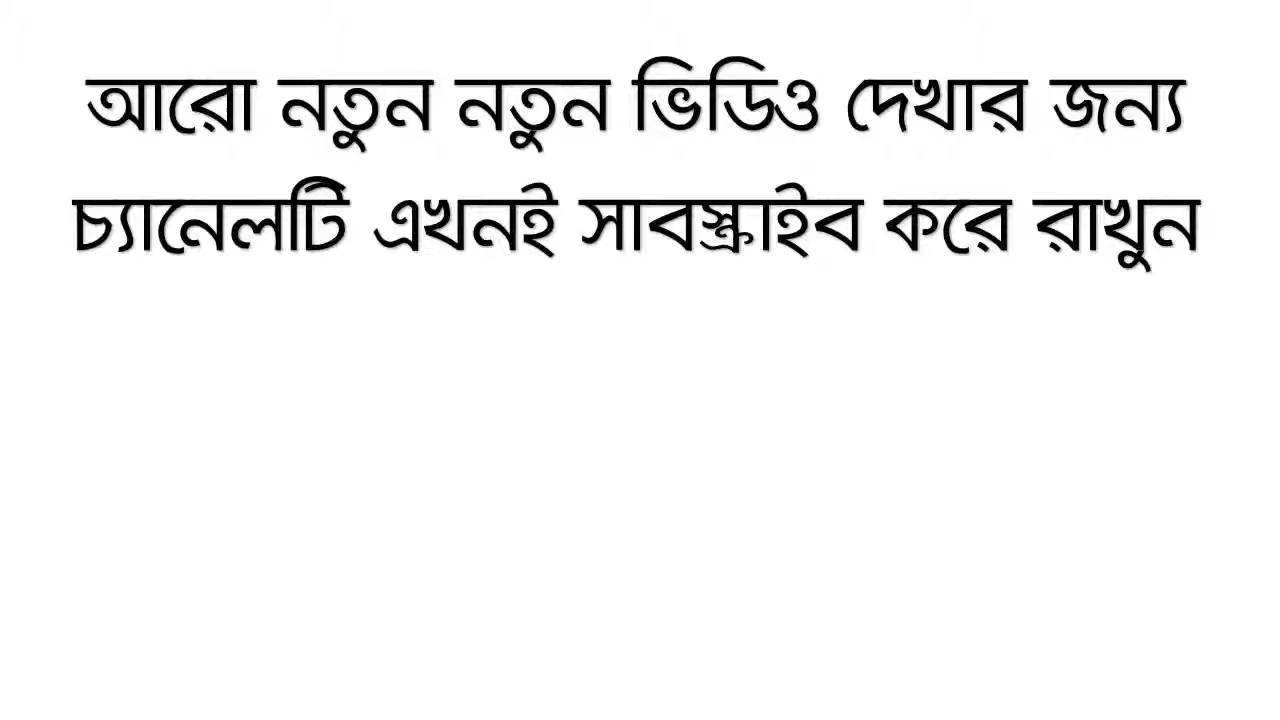 আরো নতুন নতুন ভিডিও দেখার জন্য
চ্যানেলটি এখনই সাবস্ক্রাইব করে রাখুন